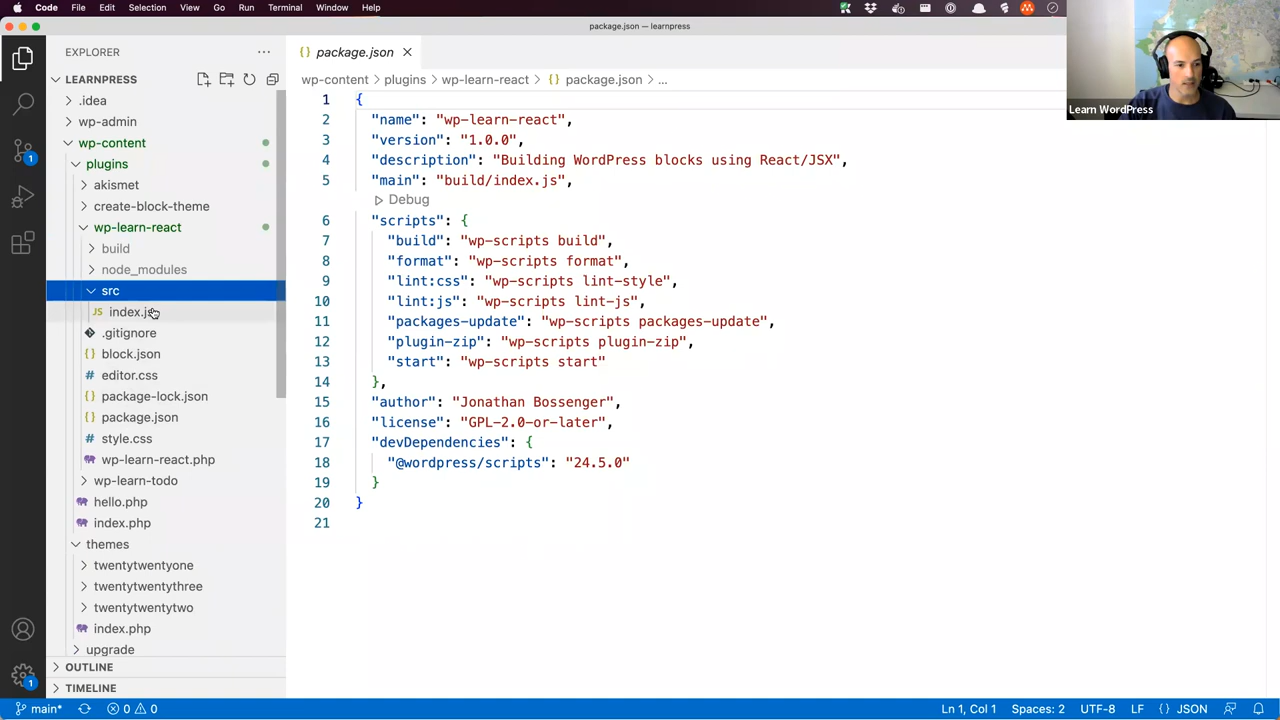 Code File Edit Selection View Go Run Terminal Window Help
package.json — learnpress
EXPLORER
package.json
LEARNPRESS
wp-content
plugins
wp-learn-react
package.json
...
.idea
wp-admin
wp-content
plugins
akismet
create-block-theme
wp-learn-react
build
node_modules
src
JS index.js
.gitignore
{} block.json
# editor.css
{} package-lock.json
{} package.json
# style.css
wp-learn-react.php
wp-learn-todo
hello.php
index.php
themes
twentytwentyone
twentytwentythree
twentytwentytwo
index.php
upgrade
OUTLINE
TIMELINE
1 {
2 "name": "wp-learn-react",
3 "version": "1.0.0",
4 "description": "Building WordPress blocks using React/JSX",
5 "main": "build/index.js",
Debug
6 "scripts": {
7 "build": "wp-scripts build",
8 "format": "wp-scripts format",
9 "lint:css": "wp-scripts lint-style",
10 "lint:js": "wp-scripts lint-js",
11 "packages-update": "wp-scripts packages-update",
12 "plugin-zip": "wp-scripts plugin-zip",
13 "start": "wp-scripts start"
14 },
15 "author": "Jonathan Bossenger",
16 "license": "GPL-2.0-or-later",
17 "devDependencies": {
18 "@wordpress/scripts": "24.5.0"
19 }
20 }
21
Learn WordPress
1
1
main* 0 0
Ln 1, Col 1 Spaces: 2 UTF-8 LF {} JSON